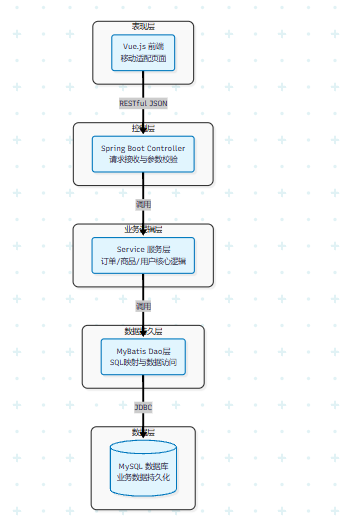 表现层
Vue.js 前端
移动适配页面
RESTful JSON
控制层
Spring Boot Controller
请求接收与参数校验
调用
业务逻辑层
Service 服务层
订单/商品/用户核心逻辑
调用
数据持久层
MyBatis Dao层
SQL映射与数据访问
JDBC
数据层
MySQL 数据库
业务数据持久化